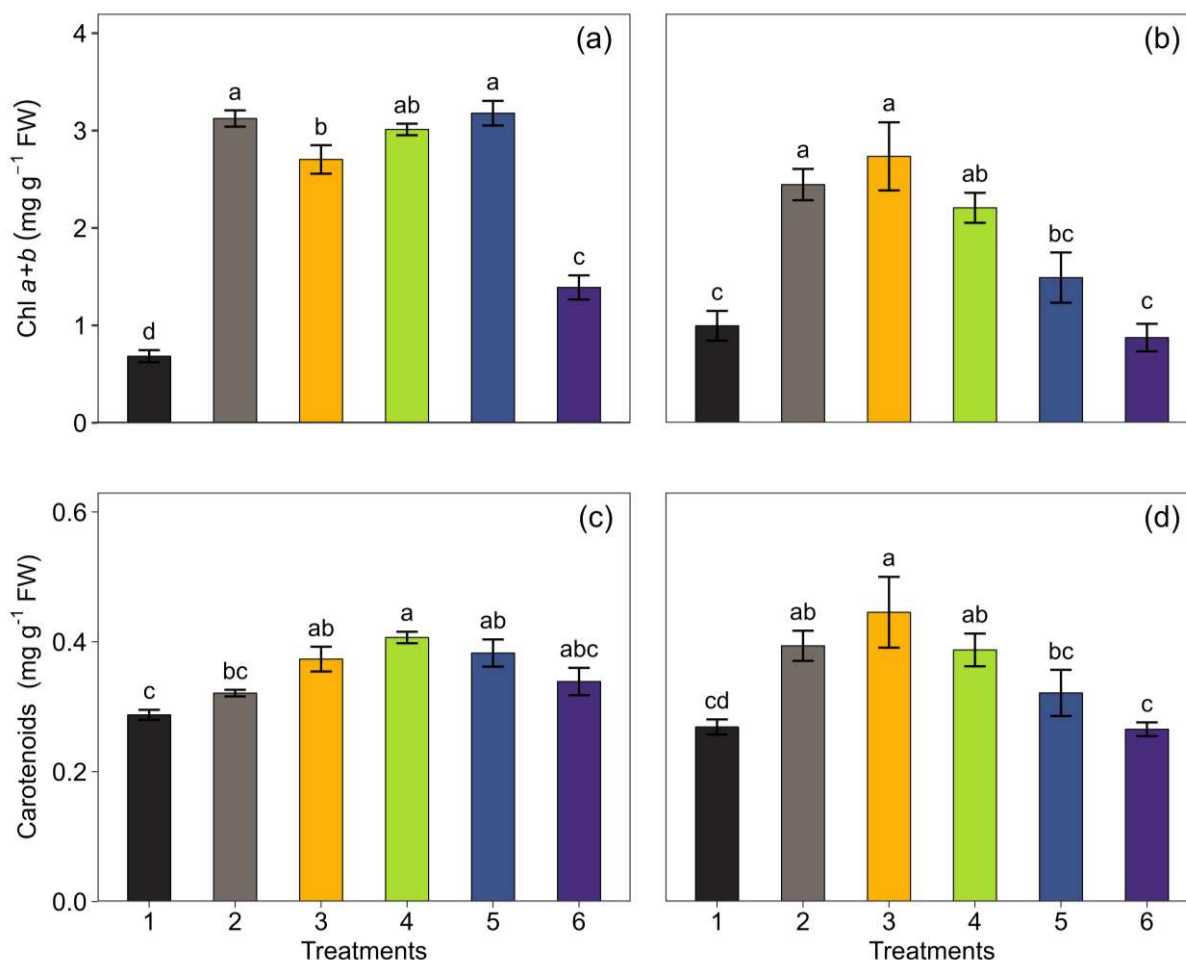 (a)
Chl a+b (mg g⁻¹ FW)
4
3
2
1
0
d
a
b
ab
a
c
(b)
c
a
a
ab
bc
c
(c)
Carotenoids (mg g⁻¹ FW)
0.6
0.4
0.2
0.0
c
bc
ab
a
ab
abc
1 2 3 4 5 6
Treatments
(d)
cd
ab
a
ab
bc
c
1 2 3 4 5 6
Treatments